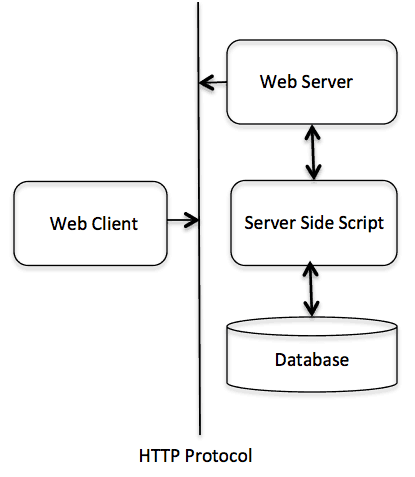 Web Server
Web Client
Server Side Script
Database
HTTP Protocol